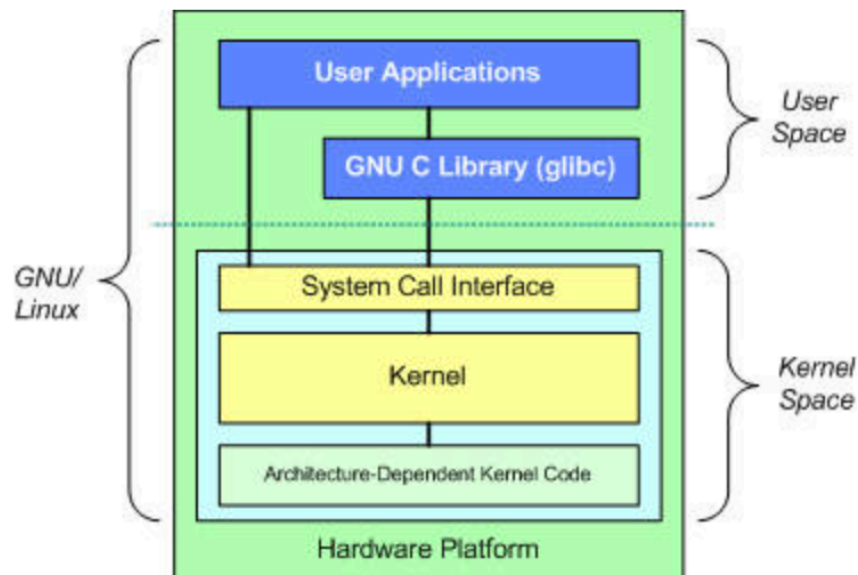 User Applications
User
Space
GNU C Library (glibc)
GNU/
Linux
System Call Interface
Kernel
Kernel
Space
Architecture-Dependent Kernel Code
Hardware Platform